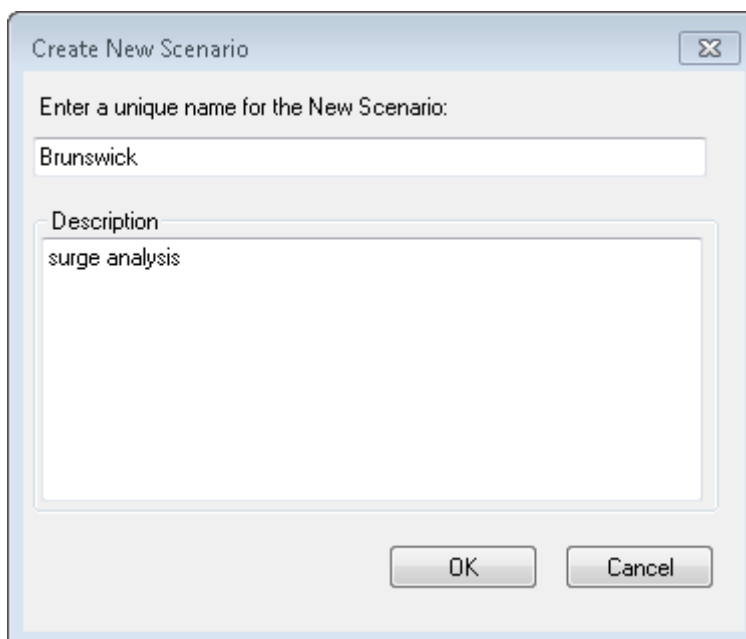 Create New Scenario
Enter a unique name for the New Scenario:
Brunswick
Description
surge analysis
OK
Cancel